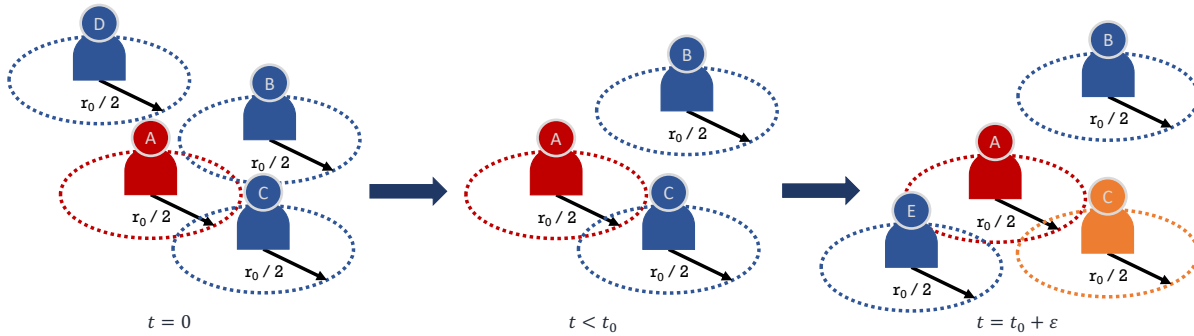 D
r₀ / 2
B
r₀ / 2
A
r₀ / 2
C
r₀ / 2
t = 0
B
r₀ / 2
A
r₀ / 2
C
r₀ / 2
t < t₀
B
r₀ / 2
A
r₀ / 2
C
r₀ / 2
E
r₀ / 2
t = t₀ + ε